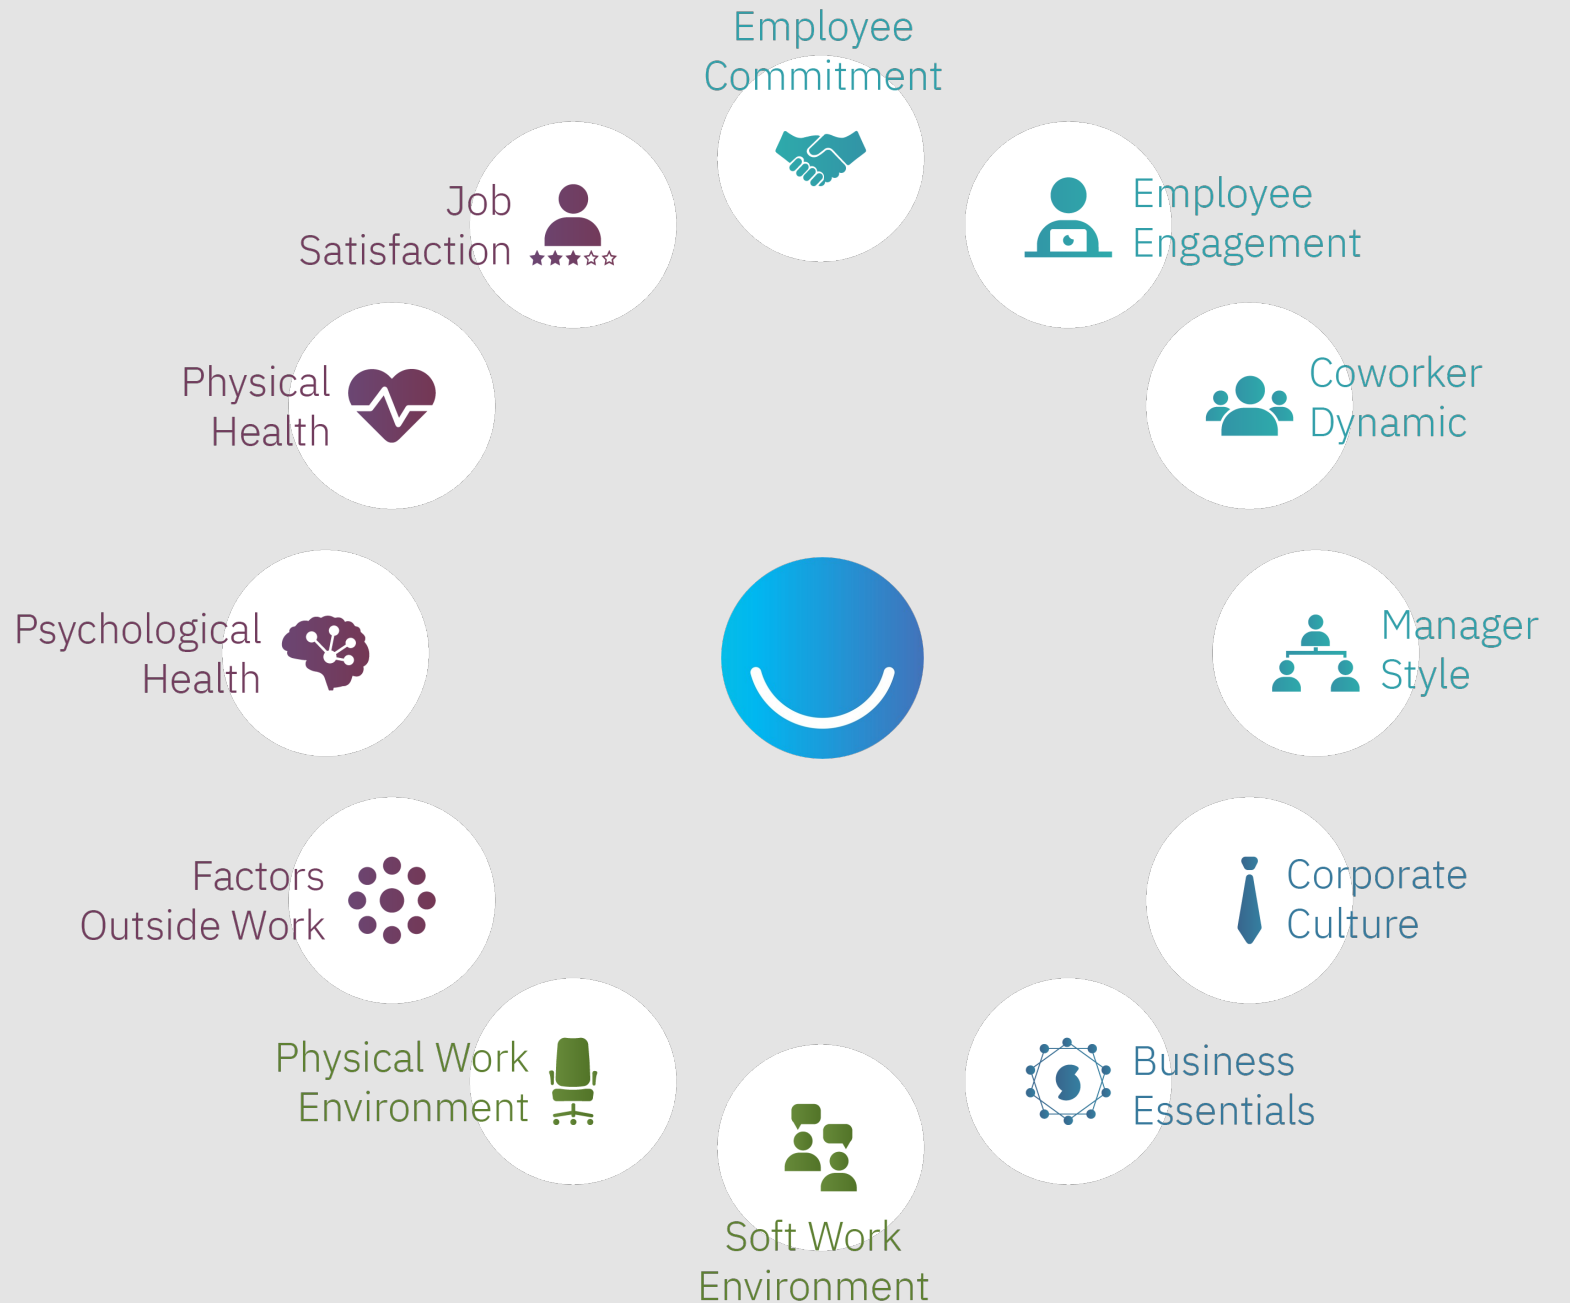 Employee
Commitment
Employee
Engagement
Coworker
Dynamic
Manager
Style
Corporate
Culture
Business
Essentials
Soft Work
Environment
Physical Work
Environment
Factors
Outside Work
Psychological
Health
Physical
Health
Job
Satisfaction